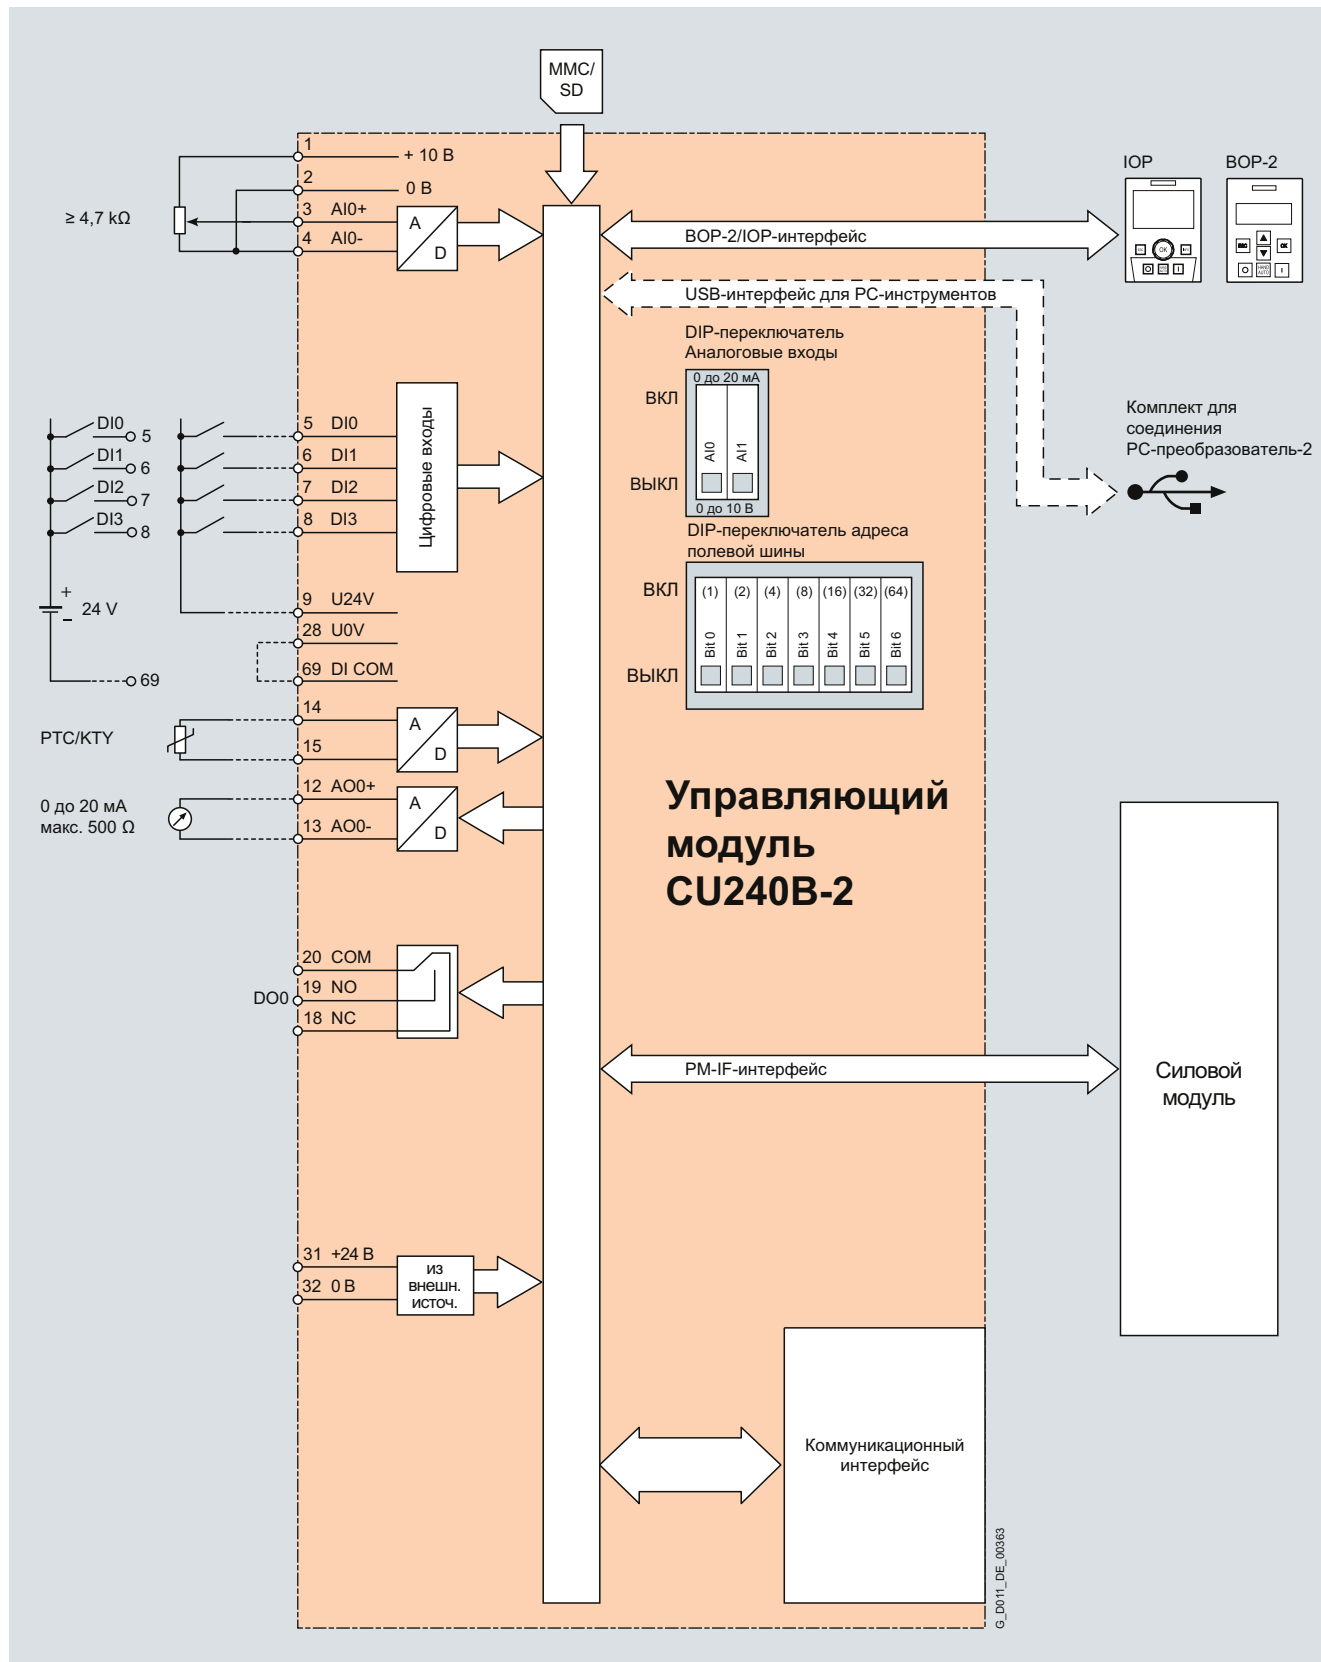 MMC/
SD
1
+ 10 В
2
0 В
3 AI0+
4 AI0-
≥ 4,7 kΩ
A
D
IOP
BOP-2
OK
ESC
OK
HAND
AUTO
BOP-2/IOP-интерфейс
USB-интерфейс для PC-инструментов
DIP-переключатель
Аналоговые входы
0 до 20 мА
ВКЛ
AI0
AI1
ВЫКЛ
0 до 10 В
Комплект для
соединения
PC-преобразователь-2
DI0
5
DI1
6
DI2
7
DI3
8
5 DI0
6 DI1
7 DI2
8 DI3
Цифровые входы
DIP-переключатель адреса
полевой шины
ВКЛ
(1) (2) (4) (8) (16) (32) (64)
Bit 0
Bit 1
Bit 2
Bit 3
Bit 4
Bit 5
Bit 6
ВЫКЛ
+
24 V
–
69
9 U24V
28 U0V
69 DI COM
PTC/KTY
14
15
A
D
0 до 20 мА
макс. 500 Ω
12 AO0+
13 AO0-
A
D
Управляющий
модуль
CU240B-2
20 COM
DO0
19 NO
18 NC
PM-IF-интерфейс
Силовой
модуль
31 +24 В
32 0 В
из
внешн.
источ.
Коммуникационный
интерфейс
G_D011_DE_00363